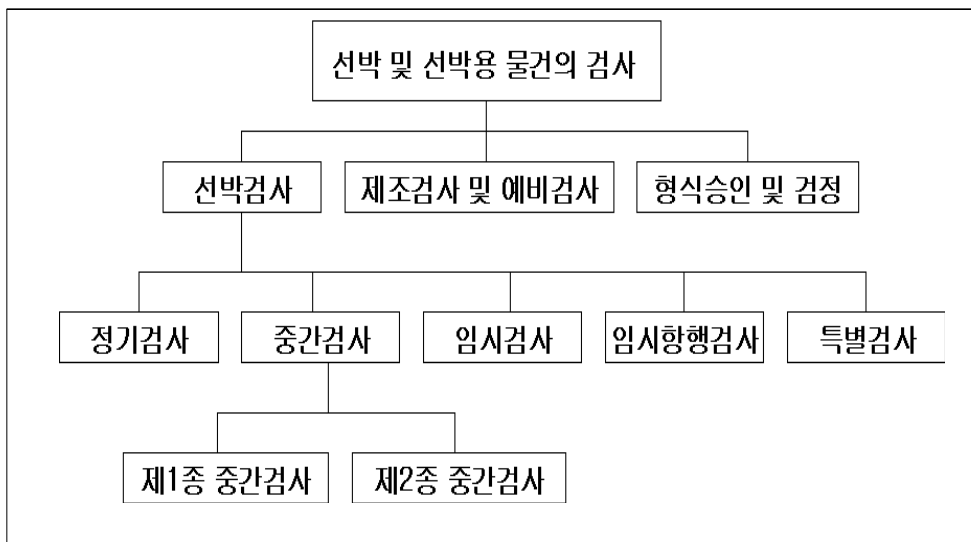 선박 및 선박용 물건의 검사
선박검사
제조검사 및 예비검사
형식승인 및 검정
정기검사
중간검사
임시검사
임시항행검사
특별검사
제1종 중간검사
제2종 중간검사